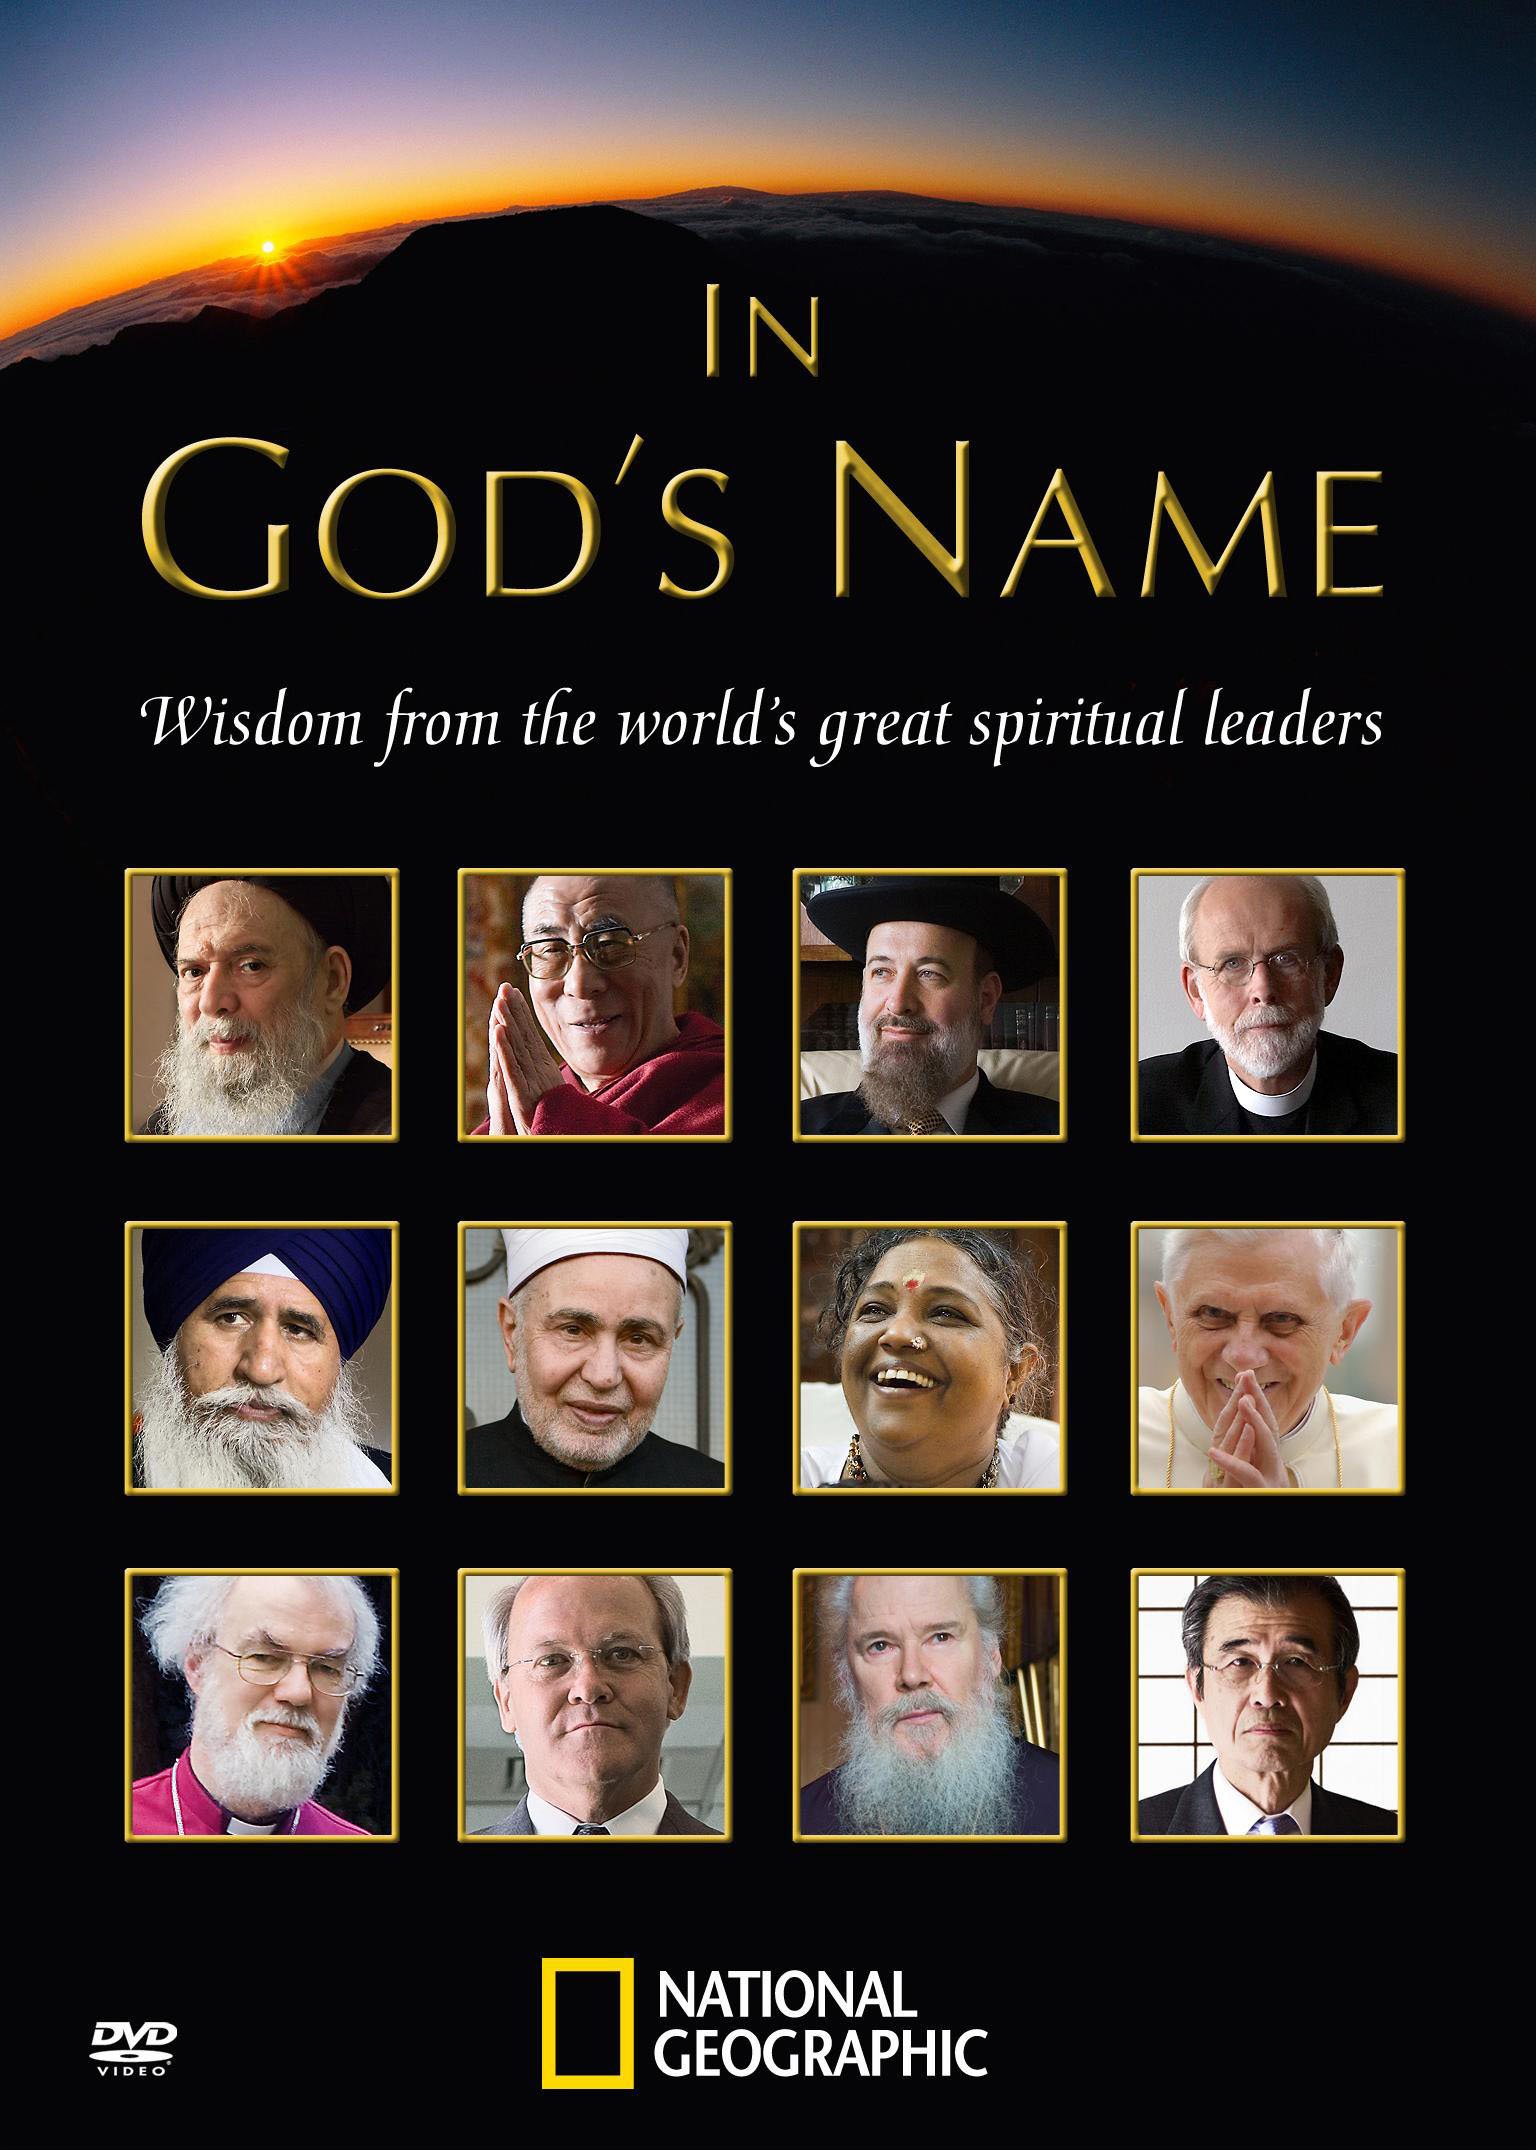 IN
GOD'S NAME
Wisdom from the world's great spiritual leaders
NATIONAL
GEOGRAPHIC
DVD
VIDEO